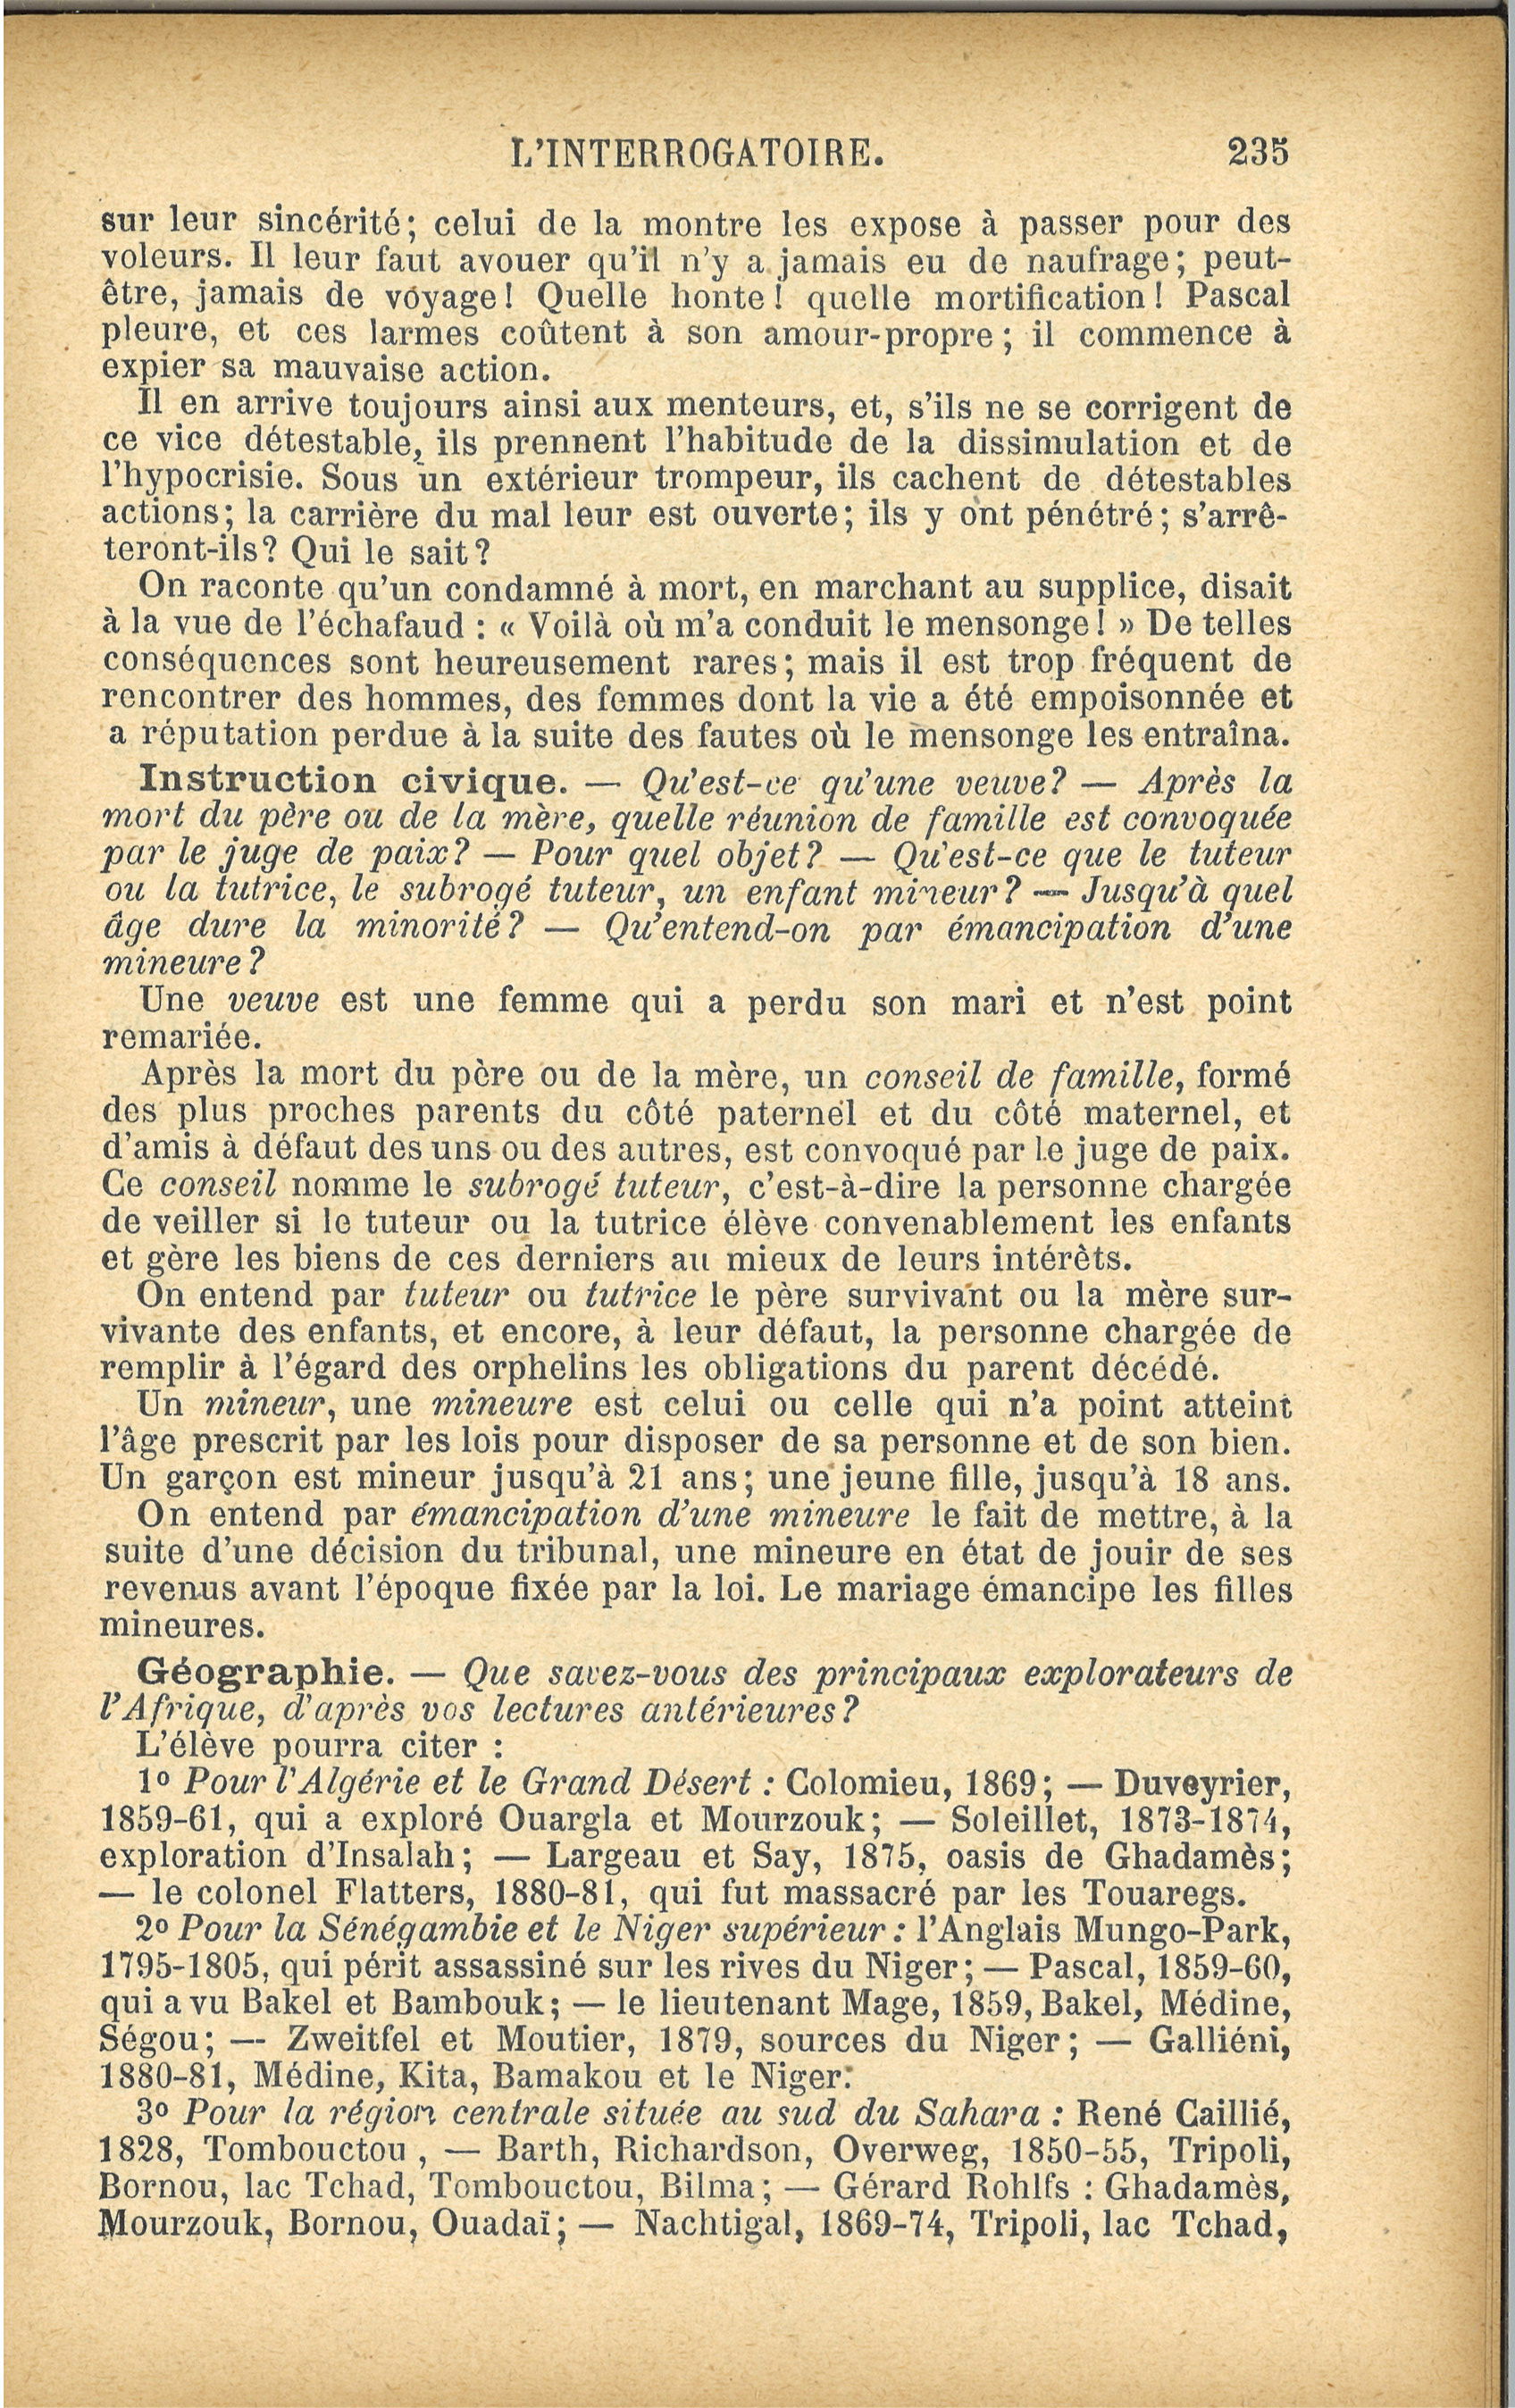 L'INTERROGATOIRE. 235
sur leur sincérité; celui de la montre les expose à passer pour des
voleurs. Il leur faut avouer qu'il n'y a jamais eu de naufrage; peut-
être, jamais de voyage! Quelle honte! quelle mortification! Pascal
pleure, et ces larmes coûtent à son amour-propre; il commence à
expier sa mauvaise action.
Il en arrive toujours ainsi aux menteurs, et, s'ils ne se corrigent de
ce vice détestable, ils prennent l'habitude de la dissimulation et de
l'hypocrisie. Sous un extérieur trompeur, ils cachent de détestables
actions; la carrière du mal leur est ouverte; ils y ont pénétré; s'arrê-
teront-ils? Qui le sait?
On raconte qu'un condamné à mort, en marchant au supplice, disait
à la vue de l'échafaud : « Voilà où m'a conduit le mensonge! » De telles
conséquences sont heureusement rares; mais il est trop fréquent de
rencontrer des hommes, des femmes dont la vie a été empoisonnée et
a réputation perdue à la suite des fautes où le mensonge les entraîna.
Instruction civique. — Qu'est-ce qu'une veuve? — Après la
mort du père ou de la mère, quelle réunion de famille est convoquée
par le juge de paix? — Pour quel objet? — Qu'est-ce que le tuteur
ou la tutrice, le subrogé tuteur, un enfant mineur? — Jusqu'à quel
âge dure la minorité? — Qu'entend-on par émancipation d'une
mineure?
Une veuve est une femme qui a perdu son mari et n'est point
remariée.
Après la mort du père ou de la mère, un conseil de famille, formé
des plus proches parents du côté paternel et du côté maternel, et
d'amis à défaut des uns ou des autres, est convoqué par le juge de paix.
Ce conseil nomme le subrogé tuteur, c'est-à-dire la personne chargée
de veiller si le tuteur ou la tutrice élève convenablement les enfants
et gère les biens de ces derniers au mieux de leurs intérêts.
On entend par tuteur ou tutrice le père survivant ou la mère sur-
vivante des enfants, et encore, à leur défaut, la personne chargée de
remplir à l'égard des orphelins les obligations du parent décédé.
Un mineur, une mineure est celui ou celle qui n'a point atteint
l'âge prescrit par les lois pour disposer de sa personne et de son bien.
Un garçon est mineur jusqu'à 21 ans; une jeune fille, jusqu'à 18 ans.
On entend par émancipation d'une mineure le fait de mettre, à la
suite d'une décision du tribunal, une mineure en état de jouir de ses
revenus avant l'époque fixée par la loi. Le mariage émancipe les filles
mineures.
Géographie. — Que savez-vous des principaux explorateurs de
l'Afrique, d'après vos lectures antérieures?
L'élève pourra citer :
1º Pour l'Algérie et le Grand Désert : Colomieu, 1869; — Duveyrier,
1859-61, qui a exploré Ouargla et Mourzouk; — Soleillet, 1873-1874,
exploration d'Insalah; — Largeau et Say, 1875, oasis de Ghadamès;
— le colonel Flatters, 1880-81, qui fut massacré par les Touaregs.
2º Pour la Sénégambie et le Niger supérieur : l'Anglais Mungo-Park,
1795-1805, qui périt assassiné sur les rives du Niger; — Pascal, 1859-60,
qui a vu Bakel et Bambouk; — le lieutenant Mage, 1859, Bakel, Médine,
Ségou; — Zweitfel et Moutier, 1879, sources du Niger; — Galliéni,
1880-81, Médine, Kita, Bamakou et le Niger.
3º Pour la région centrale située au sud du Sahara : René Caillié,
1828, Tombouctou, — Barth, Richardson, Overweg, 1850-55, Tripoli,
Bornou, lac Tchad, Tombouctou, Bilma; — Gérard Rohlfs : Ghadamès,
Mourzouk, Bornou, Ouadaï; — Nachtigal, 1869-74, Tripoli, lac Tchad,